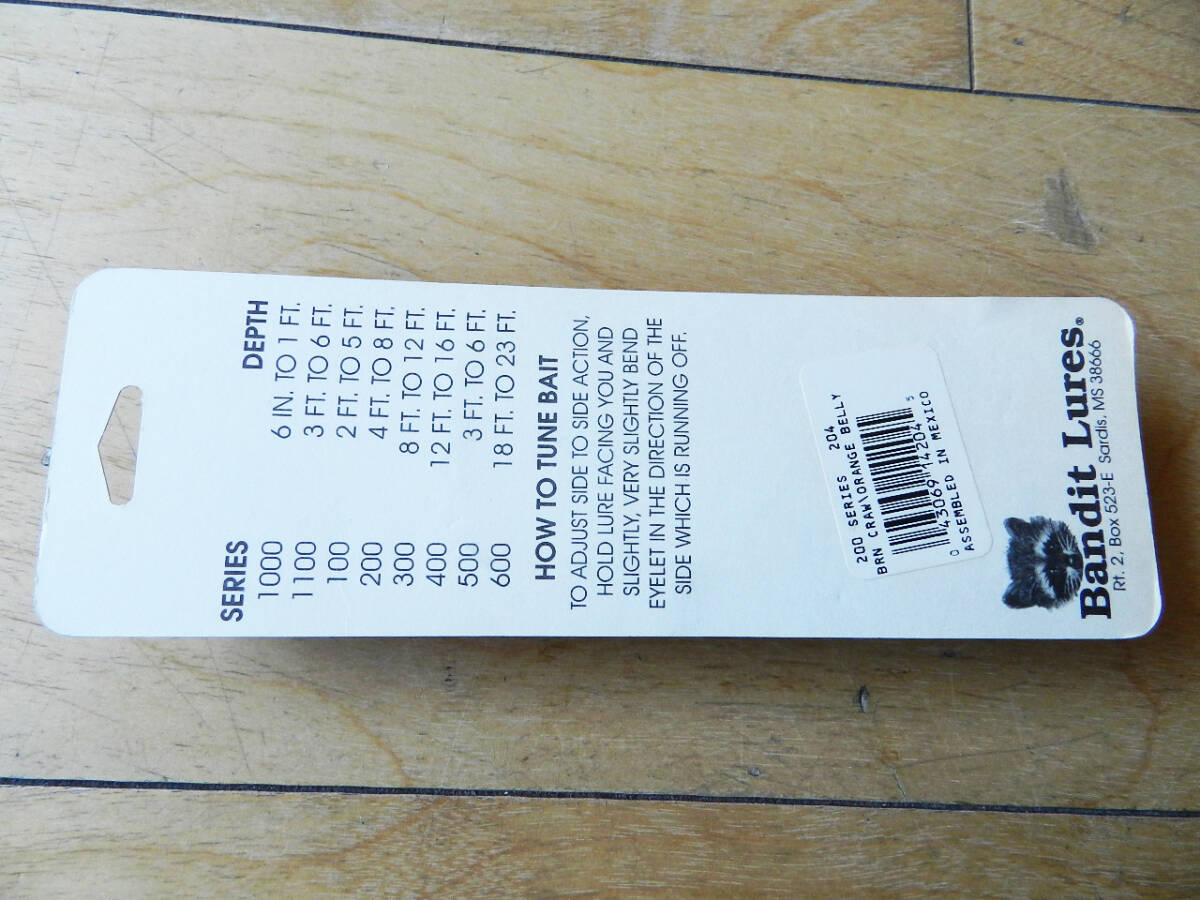 SERIES DEPTH
1000 6 IN. TO 1 FT.
1100 3 FT. TO 6 FT.
100 2 FT. TO 5 FT.
200 4 FT. TO 8 FT.
300 8 FT. TO 12 FT.
400 12 FT. TO 16 FT.
500 3 FT. TO 6 FT.
600 18 FT. TO 23 FT.
HOW TO TUNE BAIT
TO ADJUST SIDE TO SIDE ACTION,
HOLD LURE FACING YOU AND
SLIGHTLY, VERY SLIGHTLY BEND
EYELET IN THE DIRECTION OF THE
SIDE WHICH IS RUNNING OFF.
200 SERIES 204
BRN CRAW\ORANGE BELLY
0 43069 14204 5
ASSEMBLED IN MEXICO
Bandit Lures®
Rt. 2, Box 523-E Sardis, MS 38666